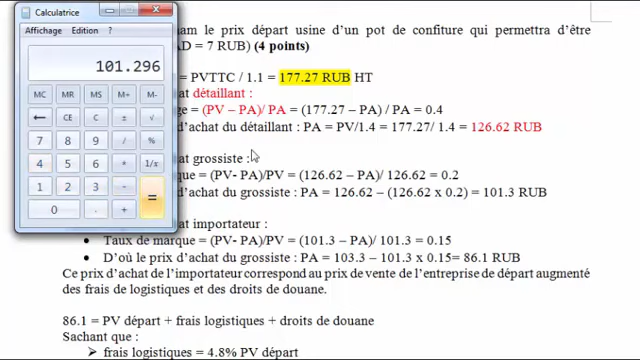 Calculatrice
Affichage Edition ?
101.296
MC MR MS M+ M-
← CE C ± √
7 8 9 / %
4 5 6 * 1/x
1 2 3 - =
0 . +
am le prix départ usine d’un pot de confiture qui permettra d’être
AD = 7 RUB) (4 points)
= PVTTC / 1.1 = 177.27 RUB HT
at détaillant :
ge = (PV – PA)/ PA = (177.27 – PA) / PA = 0.4
d’achat du détaillant : PA = PV/1.4 = 177.27/ 1.4 = 126.62 RUB
at grossiste :
que = (PV- PA)/PV = (126.62 – PA)/ 126.62 = 0.2
d’achat du grossiste : PA = 126.62 – (126.62 x 0.2) = 101.3 RUB
at importateur :
• Taux de marque = (PV- PA)/PV = (101.3 – PA)/ 101.3 = 0.15
• D’où le prix d’achat du grossiste : PA = 103.3 – 101.3 x 0.15= 86.1 RUB
Ce prix d’achat de l’importateur correspond au prix de vente de l’entreprise de départ augmenté
des frais de logistiques et des droits de douane.
86.1 = PV départ + frais logistiques + droits de douane
Sachant que :
➢ frais logistiques = 4.8% PV départ